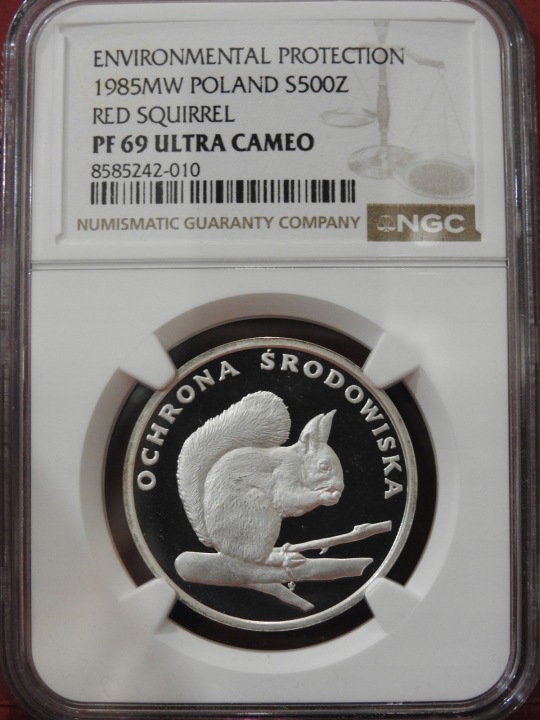 ENVIRONMENTAL PROTECTION
1985MW POLAND S500Z
RED SQUIRREL
PF 69 ULTRA CAMEO
8585242-010
NUMISMATIC GUARANTY COMPANY
NGC
OCHRONA ŚRODOWISKA